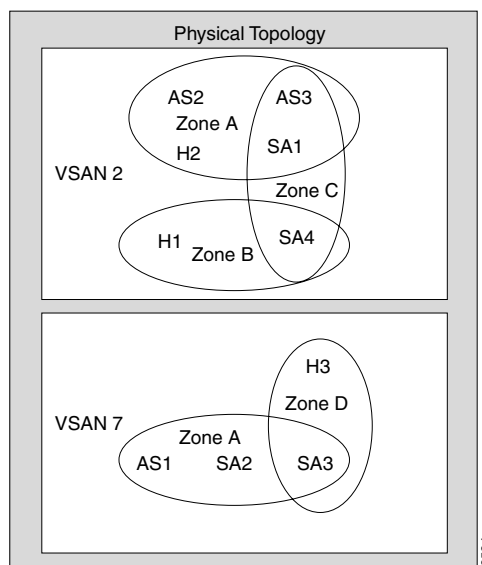 Physical Topology
AS2
AS3
Zone A
H2
SA1
VSAN 2
Zone C
H1
Zone B
SA4
H3
Zone D
VSAN 7
Zone A
AS1
SA2
SA3